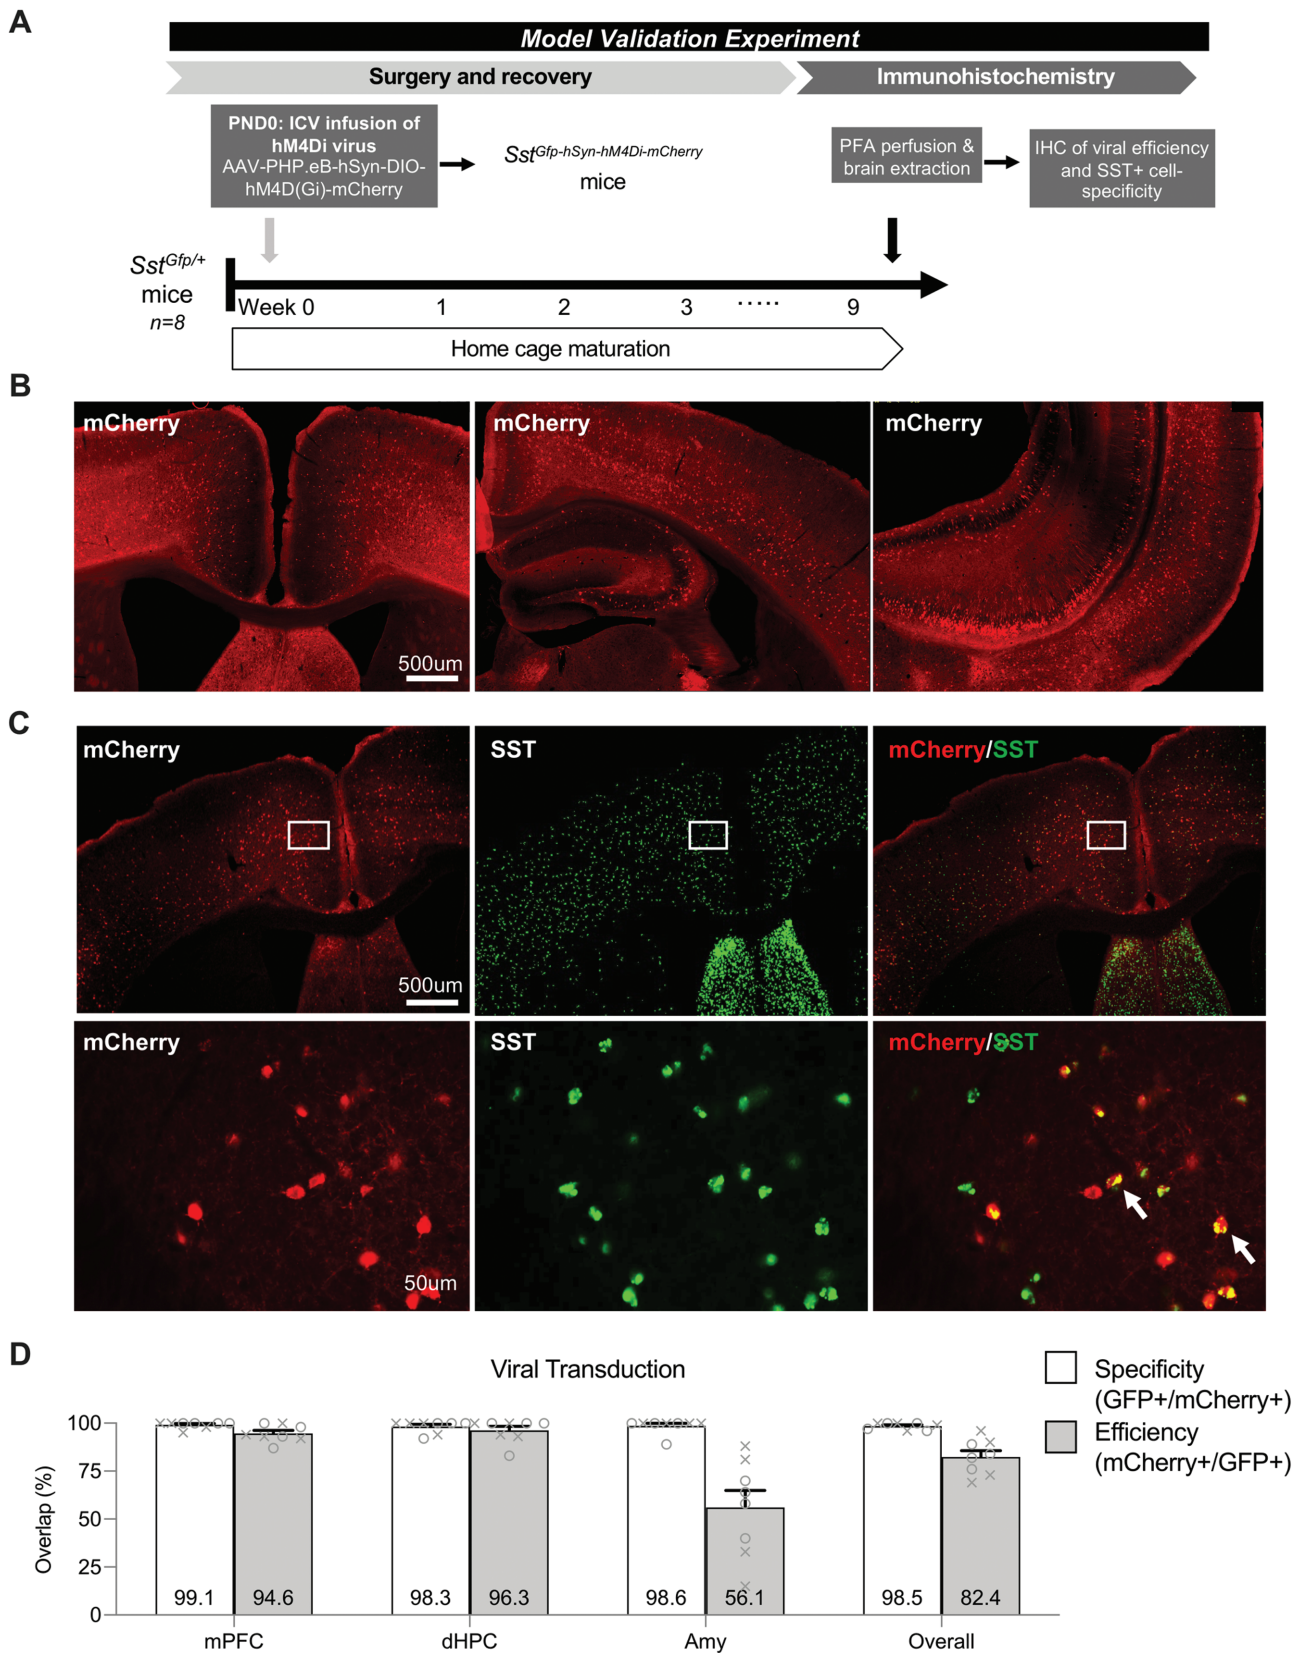 A
Model Validation Experiment
Surgery and recovery
Immunohistochemistry
PND0: ICV infusion of
hM4Di virus
AAV-PHP.eB-hSyn-DIO-
hM4D(Gi)-mCherry
SstGfp-hSyn-hM4Di-mCherry
mice
PFA perfusion &
brain extraction
IHC of viral efficiency
and SST+ cell-
specificity
SstGfp/+
mice
n=8
Week 0 1 2 3 ..... 9
Home cage maturation
B
mCherry
500um
mCherry
mCherry
C
mCherry
500um
SST
mCherry/SST
mCherry
50um
SST
mCherry/SST
D
Viral Transduction
Specificity
(GFP+/mCherry+)
Efficiency
(mCherry+/GFP+)
Overlap (%)
100
75
50
25
0
99.1 94.6 98.3 96.3 98.6 56.1 98.5 82.4
mPFC dHPC Amy Overall